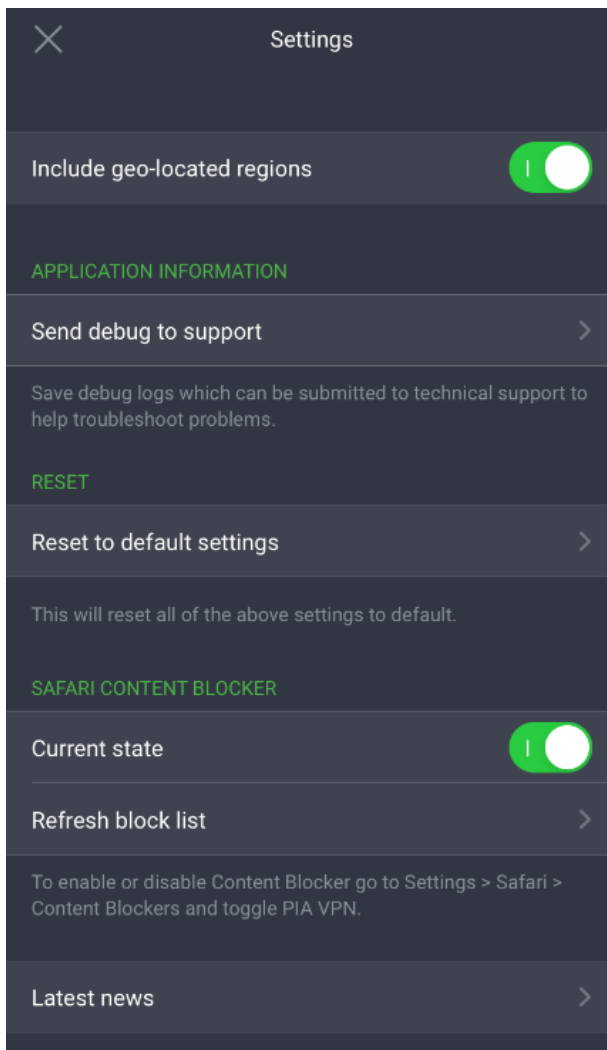 Settings
Include geo-located regions
APPLICATION INFORMATION
Send debug to support
Save debug logs which can be submitted to technical support to
help troubleshoot problems.
RESET
Reset to default settings
This will reset all of the above settings to default.
SAFARI CONTENT BLOCKER
Current state
Refresh block list
To enable or disable Content Blocker go to Settings > Safari >
Content Blockers and toggle PIA VPN.
Latest news